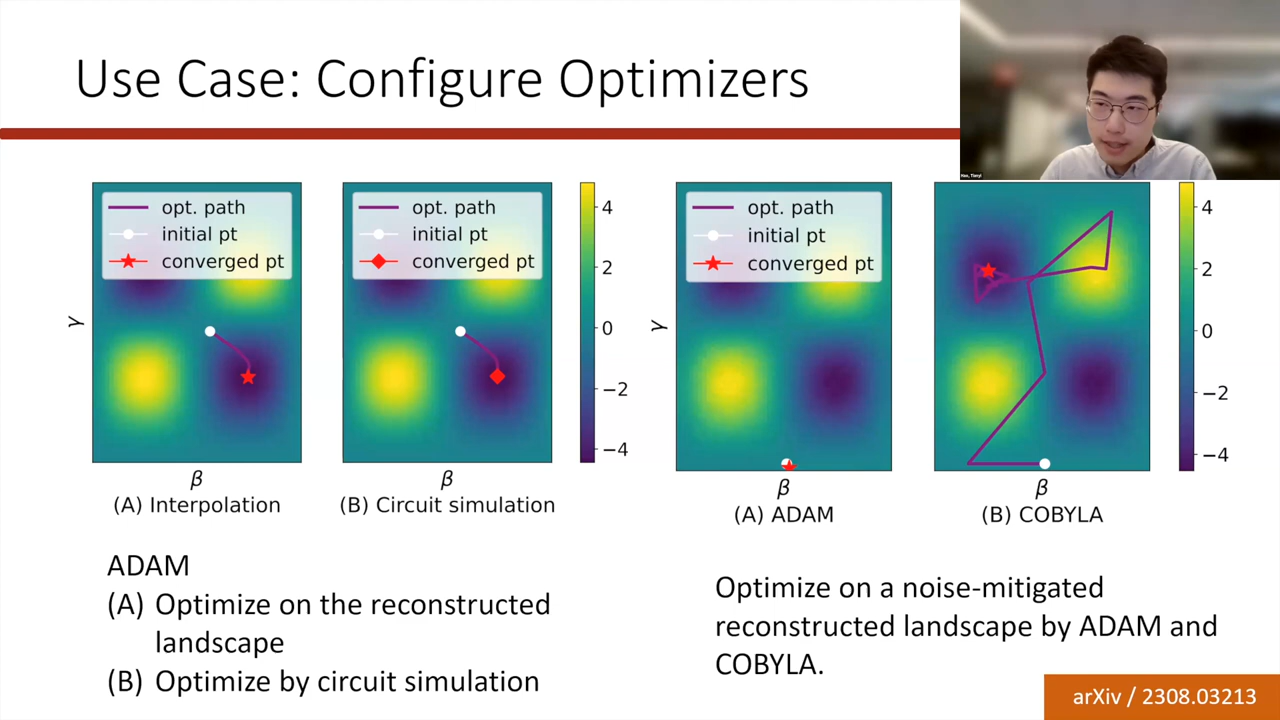 Use Case: Configure Optimizers
opt. path
initial pt
converged pt
γ
β
(A) Interpolation
opt. path
initial pt
converged pt
β
(B) Circuit simulation
4
2
0
−2
−4
opt. path
initial pt
converged pt
γ
β
(A) ADAM
β
(B) COBYLA
4
2
0
−2
−4
ADAM
(A) Optimize on the reconstructed
landscape
(B) Optimize by circuit simulation
Optimize on a noise-mitigated
reconstructed landscape by ADAM and
COBYLA.
arXiv / 2308.03213